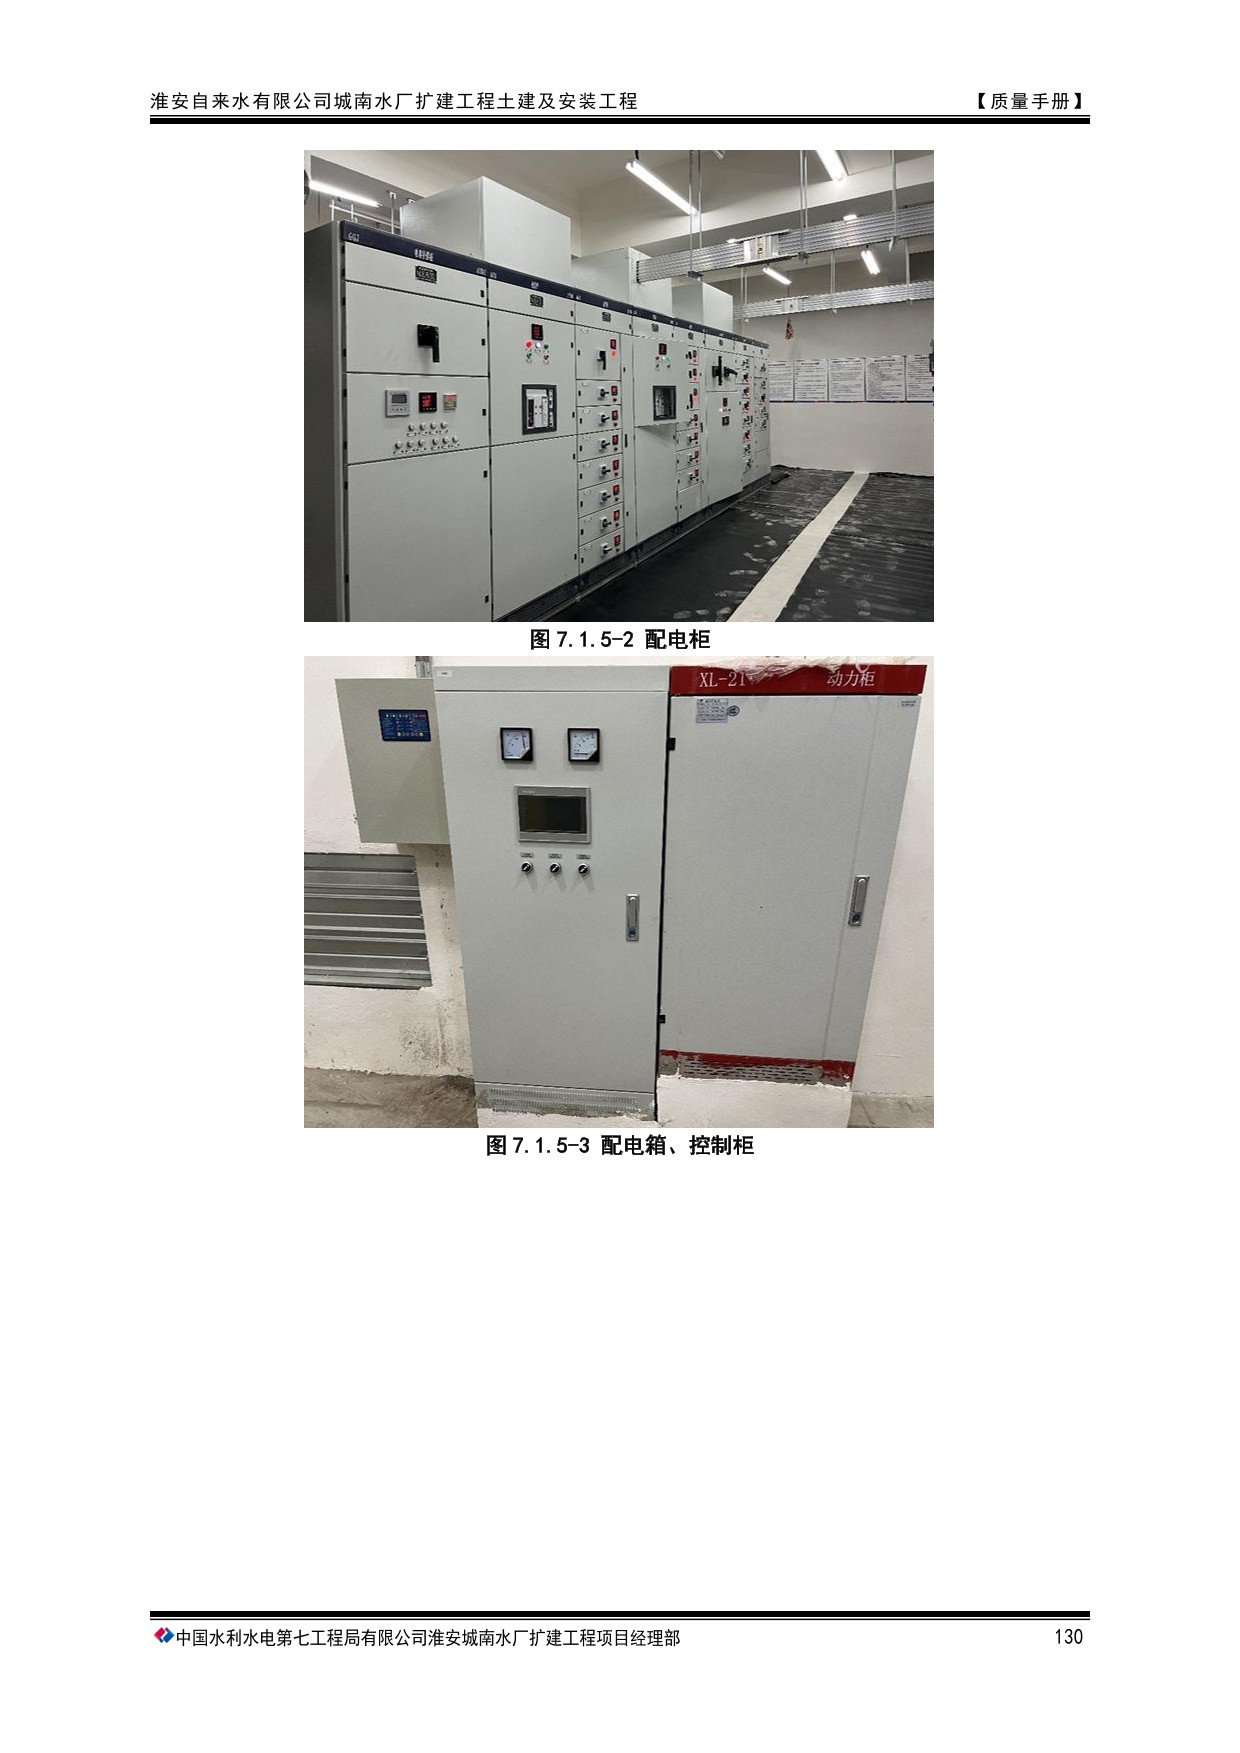 淮安自来水有限公司城南水厂扩建工程土建及安装工程 【质量手册】
GGJ
图 7.1.5-2 配电柜
XL-21 动力柜
图 7.1.5-3 配电箱、控制柜
中国水利水电第七工程局有限公司淮安城南水厂扩建工程项目经理部 130